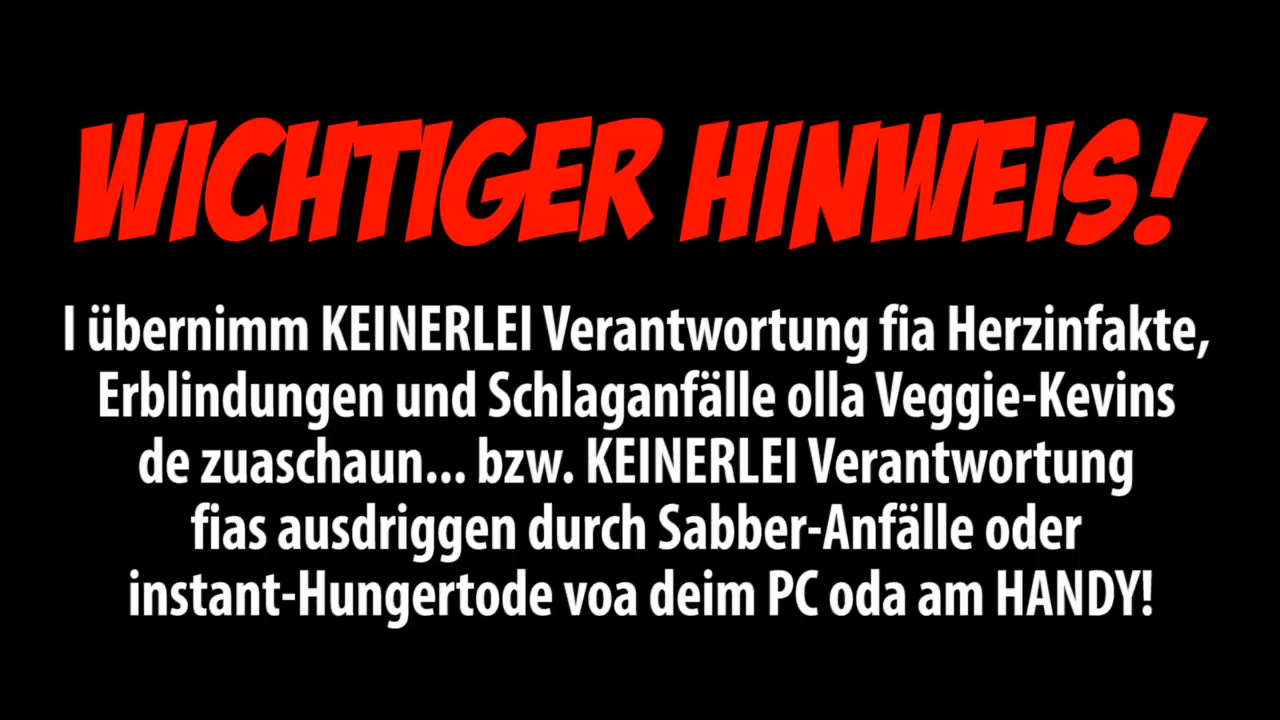 WICHTIGER HINWEIS!
I übernimm KEINERLEI Verantwortung fia Herzinfakte,
Erblindungen und Schlaganfälle olla Veggie-Kevins
de zuaschaun... bzw. KEINERLEI Verantwortung
fias ausdriggen durch Sabber-Anfälle oder
instant-Hungertode voa deim PC oda am HANDY!